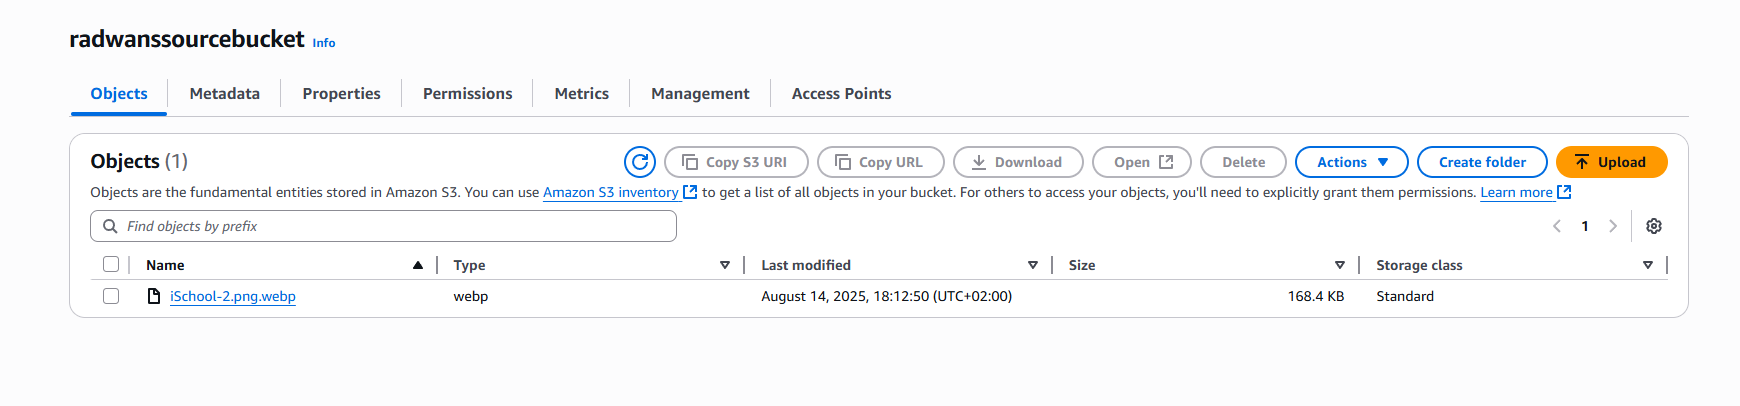 radwanssourcebucket Info
Objects Metadata Properties Permissions Metrics Management Access Points
Objects (1) Copy S3 URI Copy URL Download Open Delete Actions Create folder Upload
Objects are the fundamental entities stored in Amazon S3. You can use Amazon S3 inventory to get a list of all objects in your bucket. For others to access your objects, you'll need to explicitly grant them permissions. Learn more
Find objects by prefix 1
Name Type Last modified Size Storage class
iSchool-2.png.webp webp August 14, 2025, 18:12:50 (UTC+02:00) 168.4 KB Standard